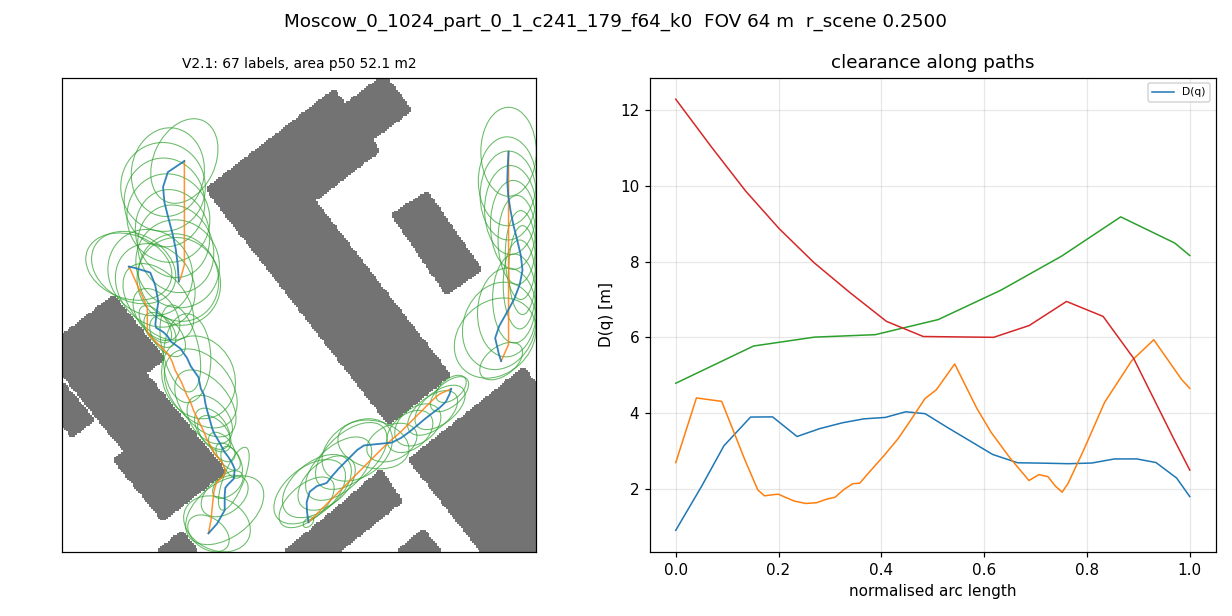 Moscow_0_1024_part_0_1_c241_179_f64_k0  FOV 64 m  r_scene 0.2500
V2.1: 67 labels, area p50 52.1 m2
clearance along paths
D(q)
12
10
8
6
4
2
D(q) [m]
0.0 0.2 0.4 0.6 0.8 1.0
normalised arc length